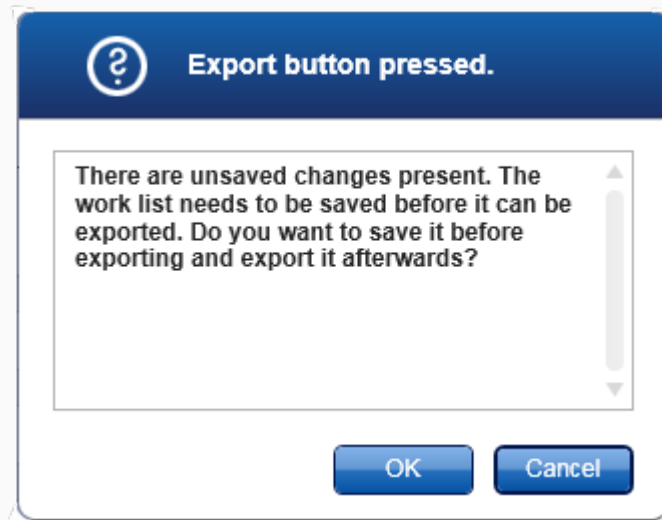 Export button pressed.
There are unsaved changes present. The
work list needs to be saved before it can be
exported. Do you want to save it before
exporting and export it afterwards?
OK
Cancel